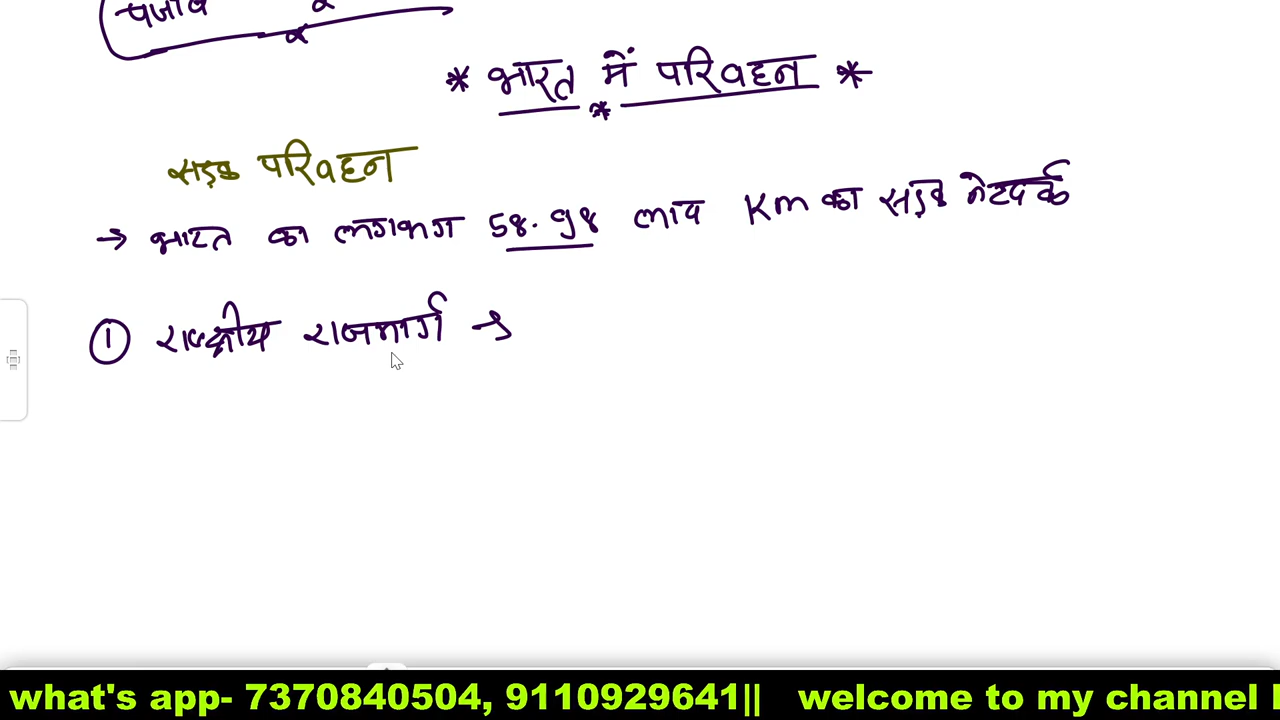 पंजाब
* भारत में परिवहन *
*
सड़क परिवहन
→ भारत का लगभग 58.98 लाख Km का सड़क नेटवर्क
① राष्ट्रीय राजमार्ग →
what's app- 7370840504, 9110929641|| welcome to my channel